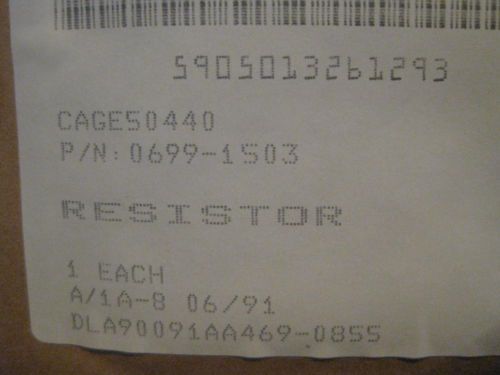 5905013261293
CAGE50440
P/N:0699-1503
RESISTOR
1 EACH
A/1A-8 06/91
DLA90091AA469-0855